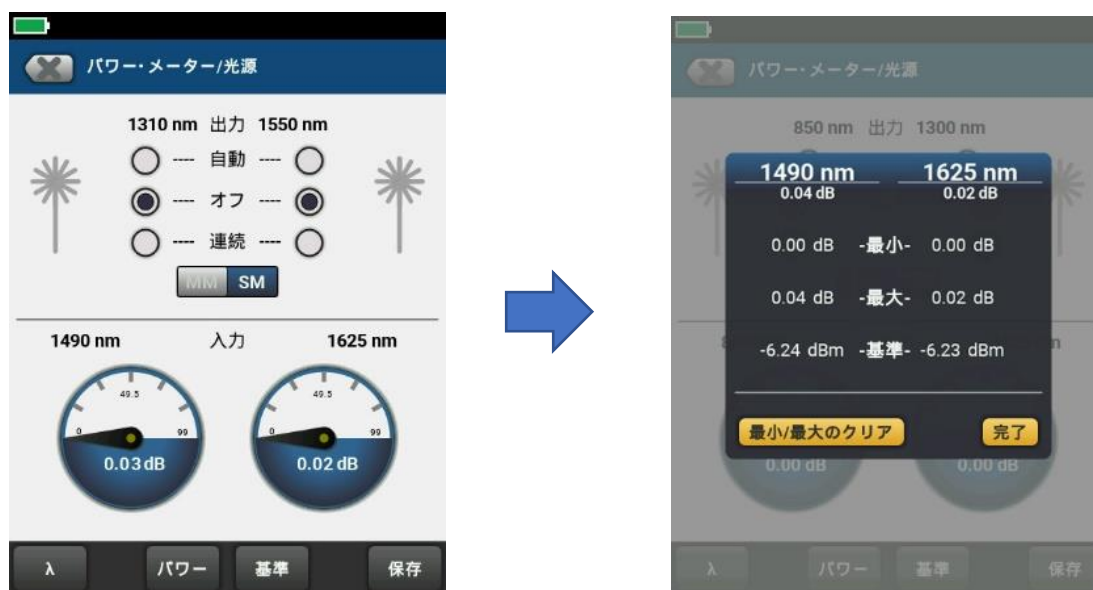 パワー・メーター/光源
1310 nm 出力 1550 nm
---- 自動 ----
---- オフ ----
---- 連続 ----
MM SM
1490 nm 入力 1625 nm
0 49.5 99
0.03 dB
0 49.5 99
0.02 dB
λ パワー 基準 保存
パワー・メーター/光源
850 nm 出力 1300 nm
1490 nm 1625 nm
0.04 dB 0.02 dB
0.00 dB -最小- 0.00 dB
0.04 dB -最大- 0.02 dB
-6.24 dBm -基準- -6.23 dBm
最小/最大のクリア 完了
0.00 dB 0.00 dB
λ パワー 基準 保存